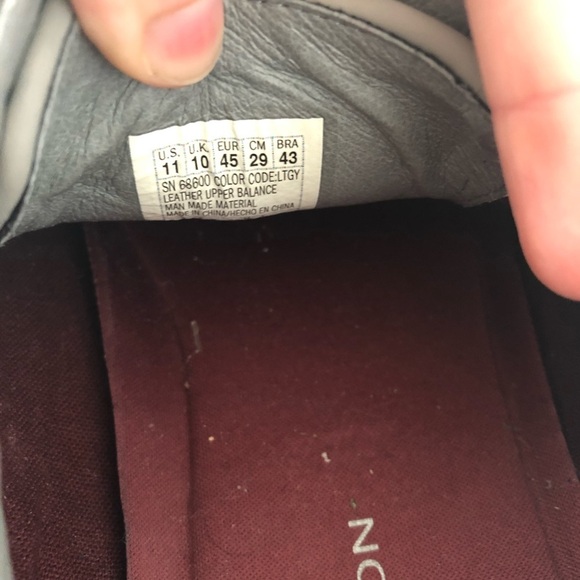 U.S. U.K. EUR CM BRA
11 10 45 29 43
SN 68600 COLOR CODE:LTGY
LEATHER UPPER BALANCE
MAN MADE MATERIAL
MADE IN CHINA/HECHO EN CHINA
NO